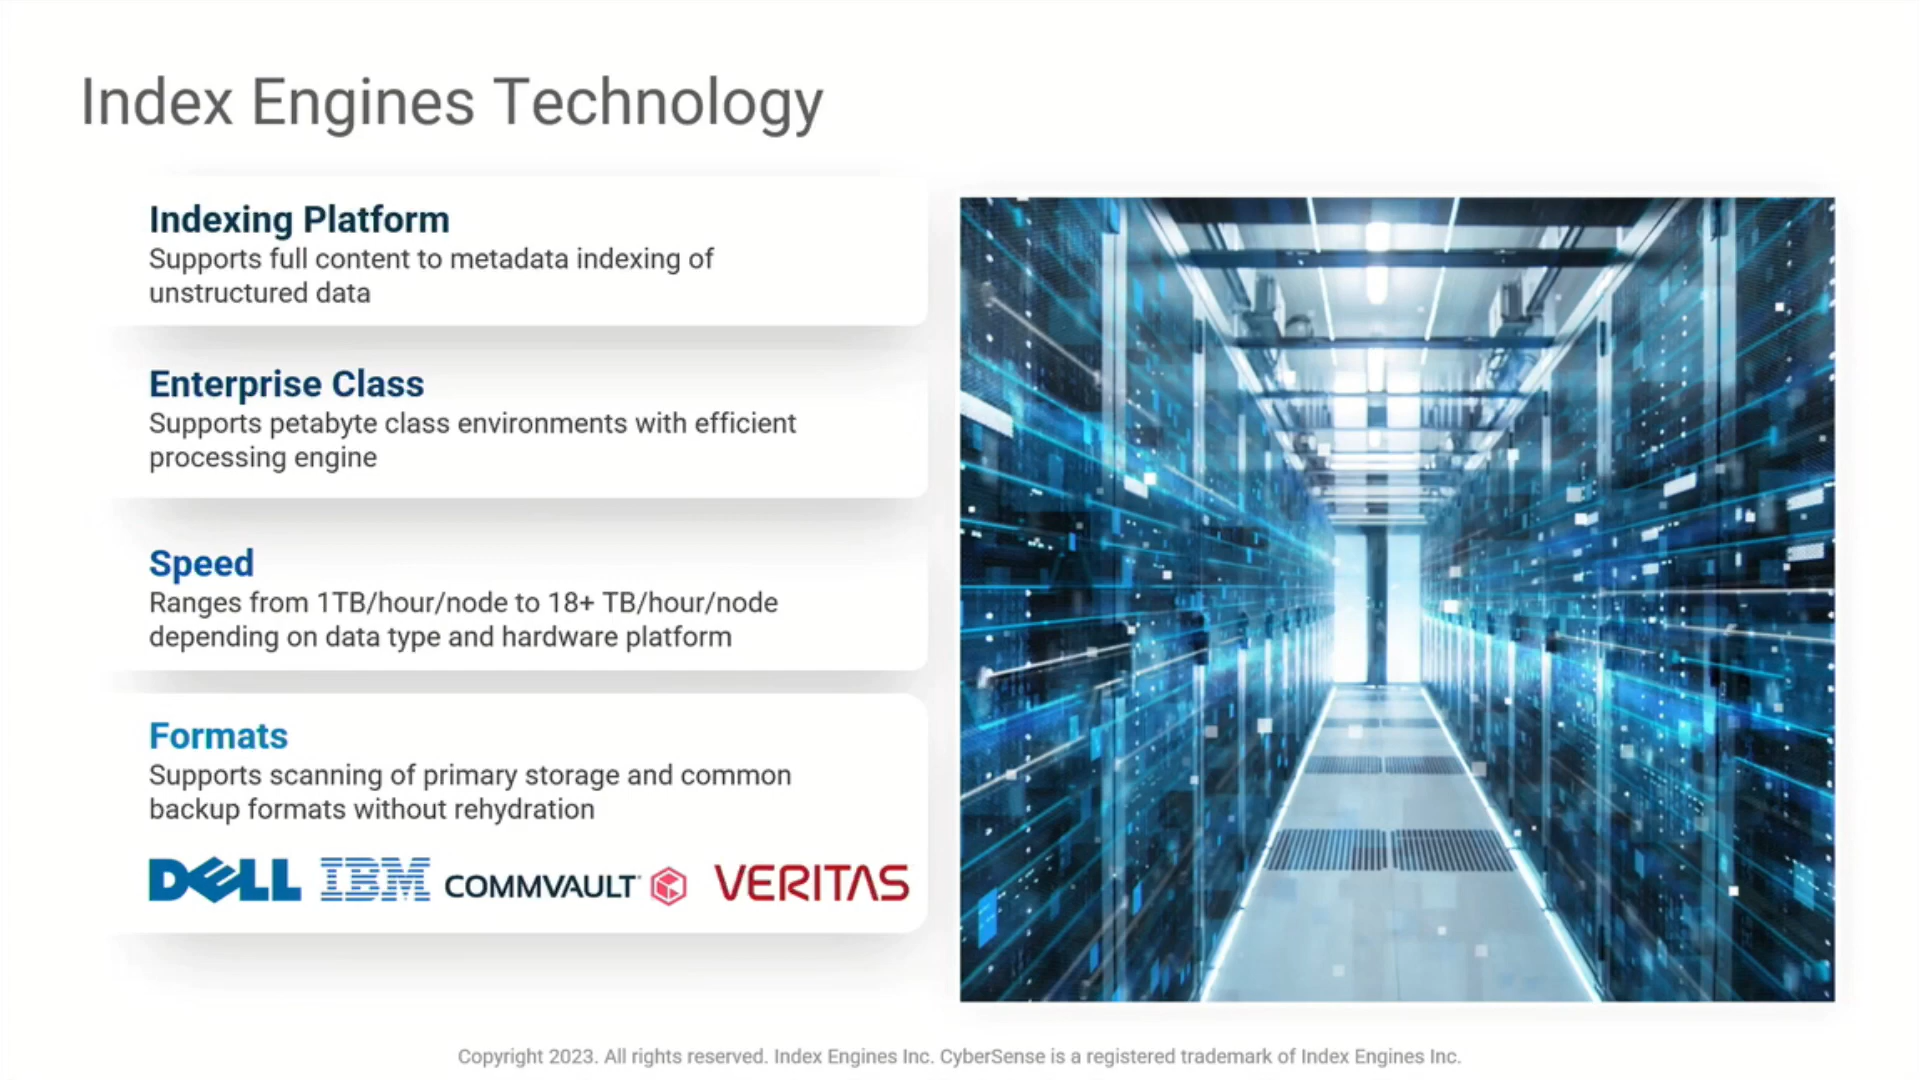 Index Engines Technology
Indexing Platform
Supports full content to metadata indexing of
unstructured data
Enterprise Class
Supports petabyte class environments with efficient
processing engine
Speed
Ranges from 1TB/hour/node to 18+ TB/hour/node
depending on data type and hardware platform
Formats
Supports scanning of primary storage and common
backup formats without rehydration
DELL IBM COMMVAULT VERITAS
Copyright 2023. All rights reserved. Index Engines Inc. CyberSense is a registered trademark of Index Engines Inc.